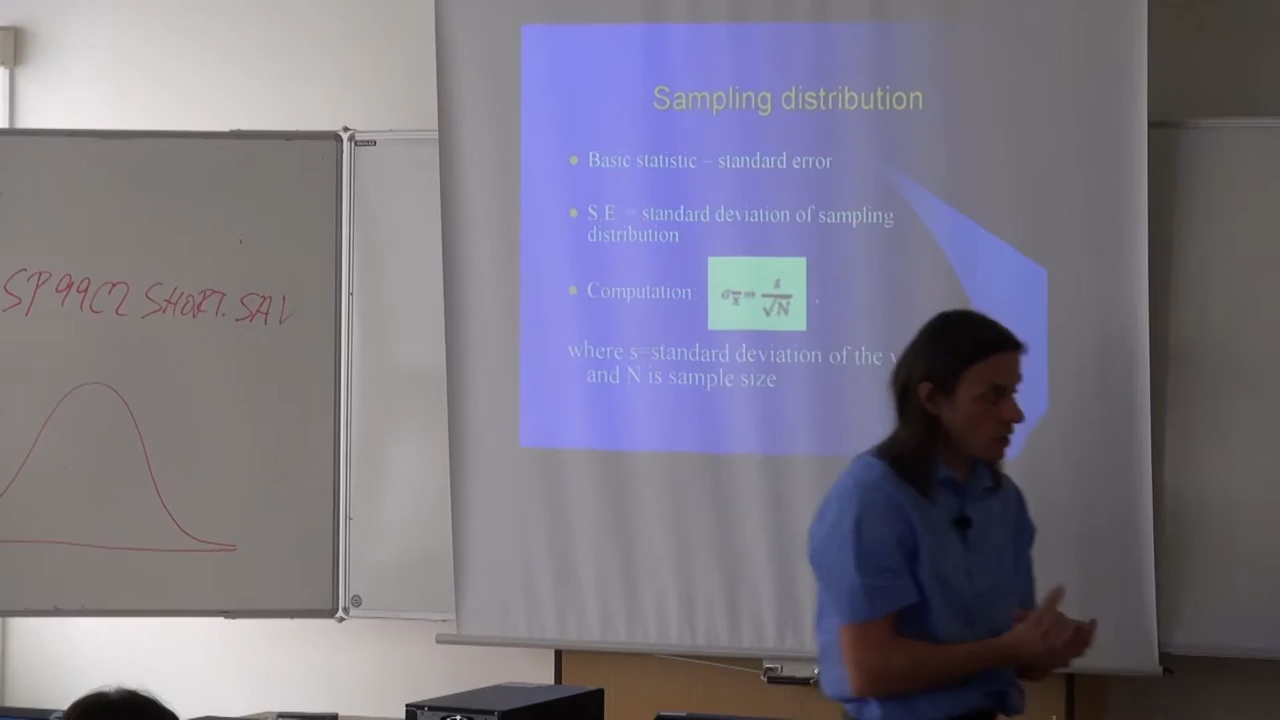 SP99C2 SHORT.SAV
Sampling distribution
Basic statistic – standard error
S.E. = standard deviation of sampling
distribution
Computation
σx̄ = s/√N
where s=standard deviation of the
and N is sample size